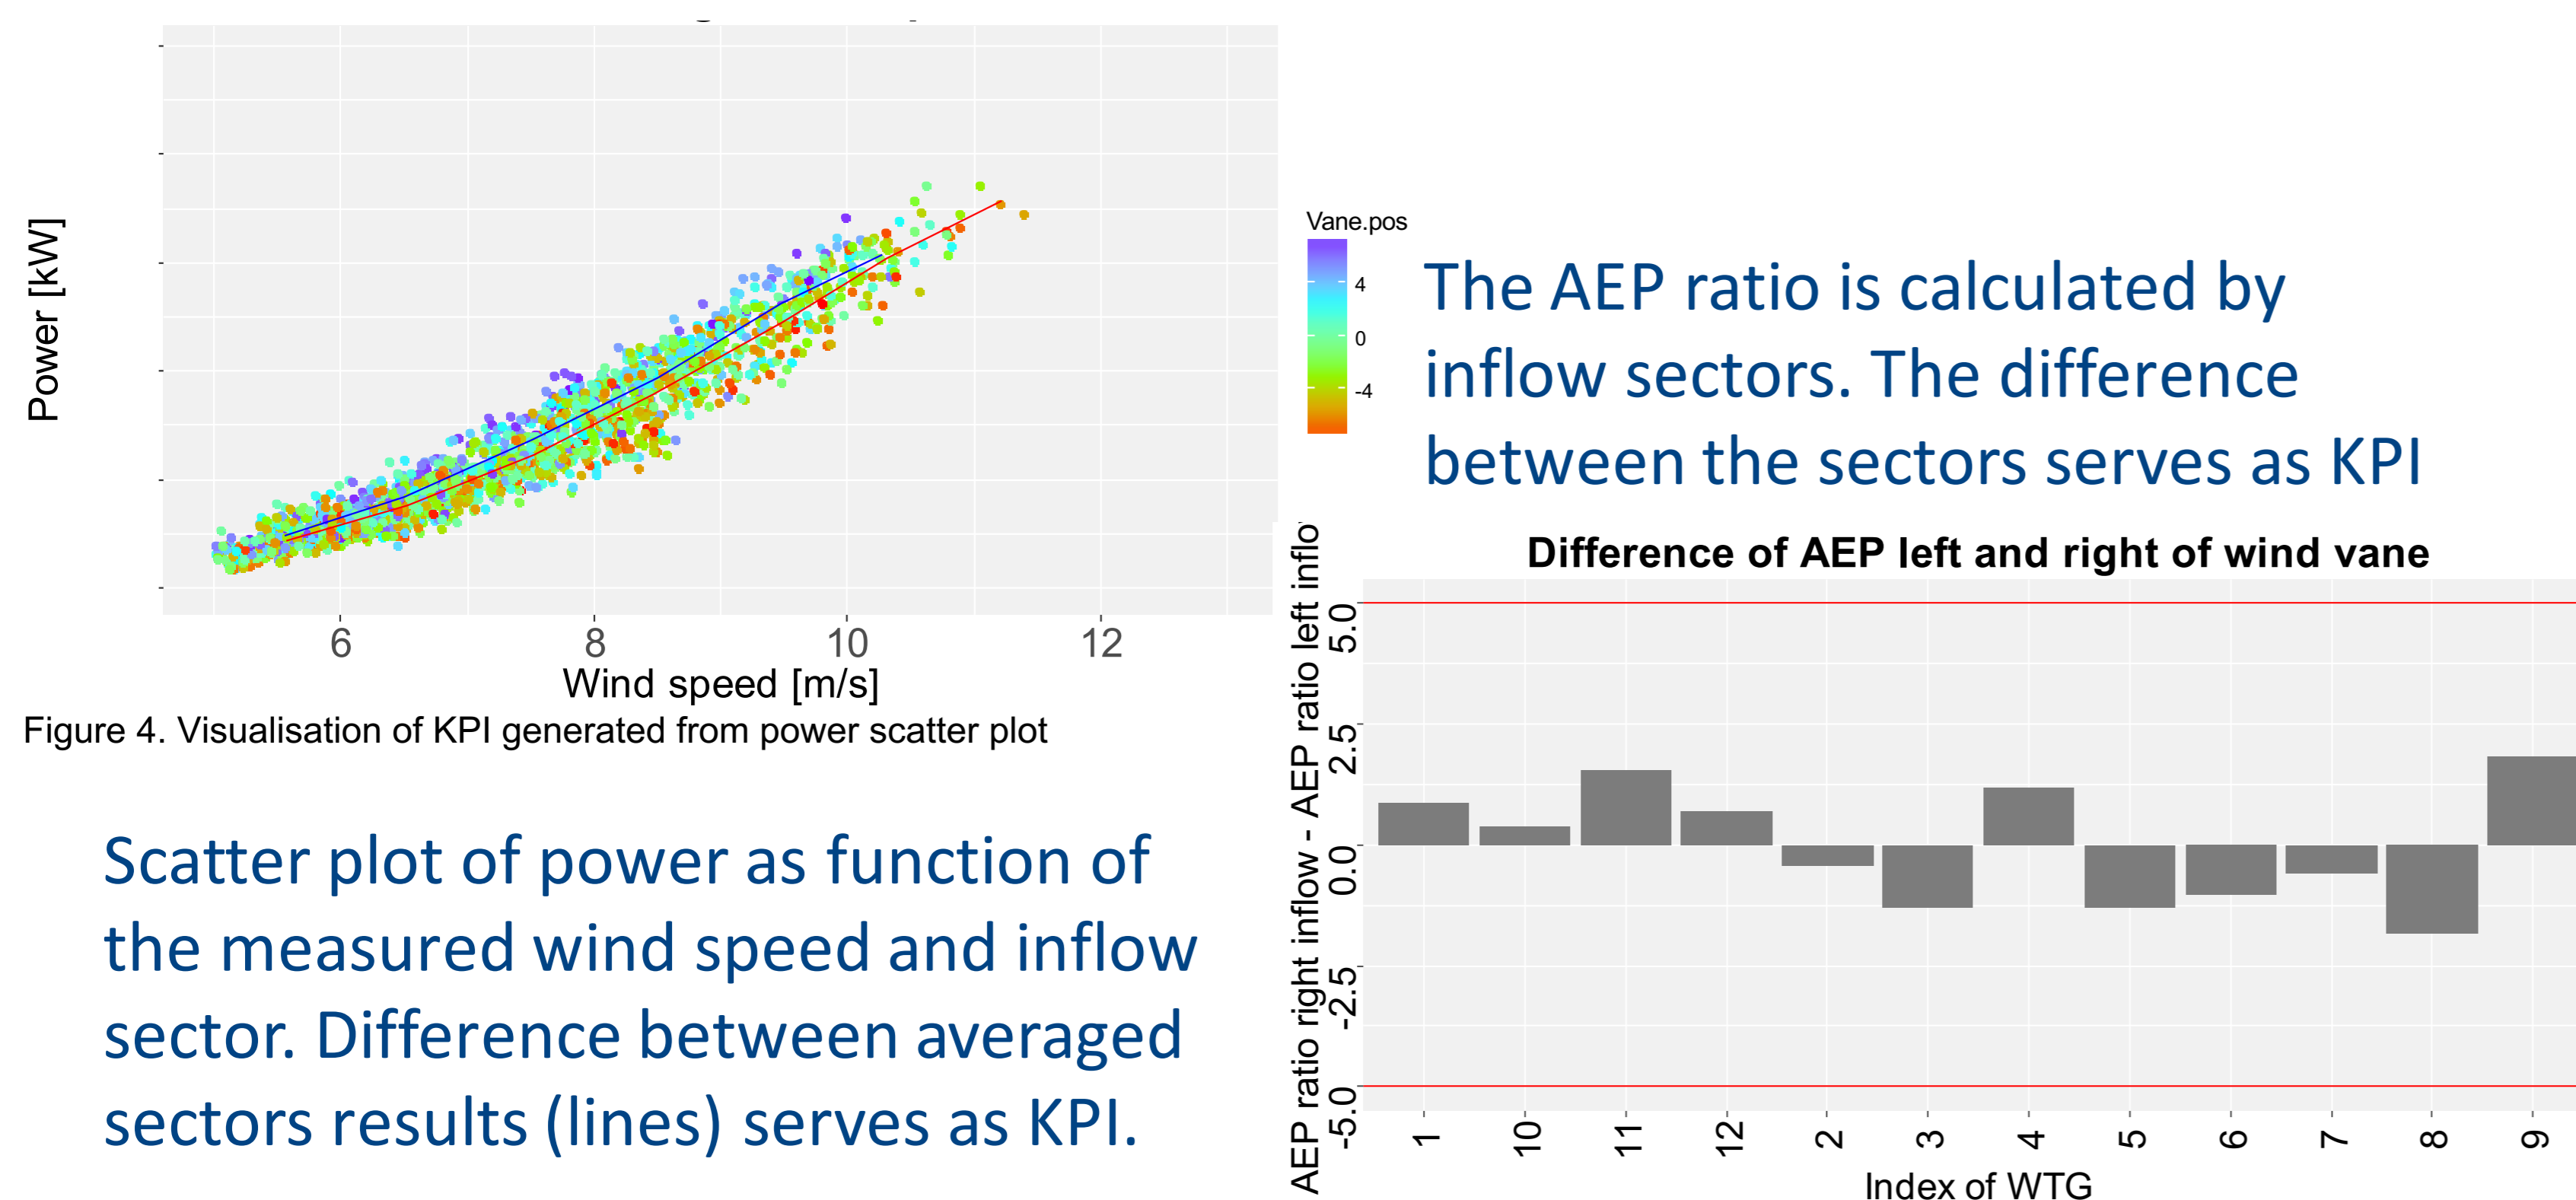 Power [kW]
6 8 10 12
Wind speed [m/s]
Figure 4. Visualisation of KPI generated from power scatter plot
Vane.pos
4
0
-4
The AEP ratio is calculated by
inflow sectors. The difference
between the sectors serves as KPI
Scatter plot of power as function of
the measured wind speed and inflow
sector. Difference between averaged
sectors results (lines) serves as KPI.
Difference of AEP left and right of wind vane
AEP ratio right inflow - AEP ratio left inflo
5.0
2.5
0.0
-2.5
-5.0
1 10 11 12 2 3 4 5 6 7 8 9
Index of WTG